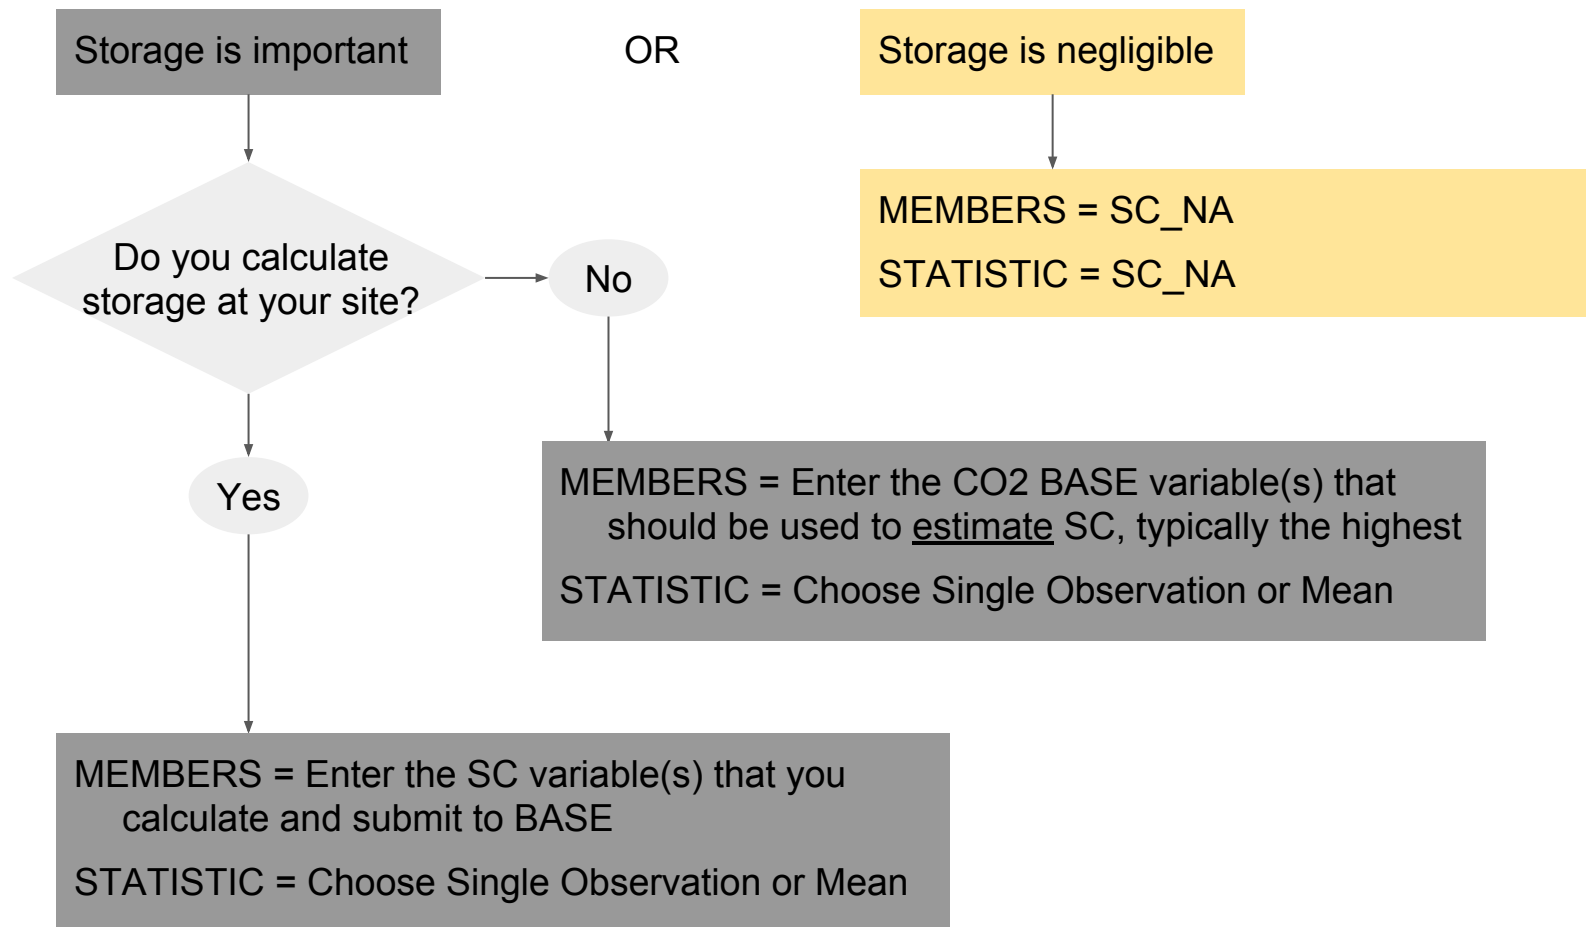 Storage is important
OR
Storage is negligible
MEMBERS = SC_NA
STATISTIC = SC_NA
Do you calculate
storage at your site?
No
Yes
MEMBERS = Enter the CO2 BASE variable(s) that
should be used to estimate SC, typically the highest
STATISTIC = Choose Single Observation or Mean
MEMBERS = Enter the SC variable(s) that you
calculate and submit to BASE
STATISTIC = Choose Single Observation or Mean